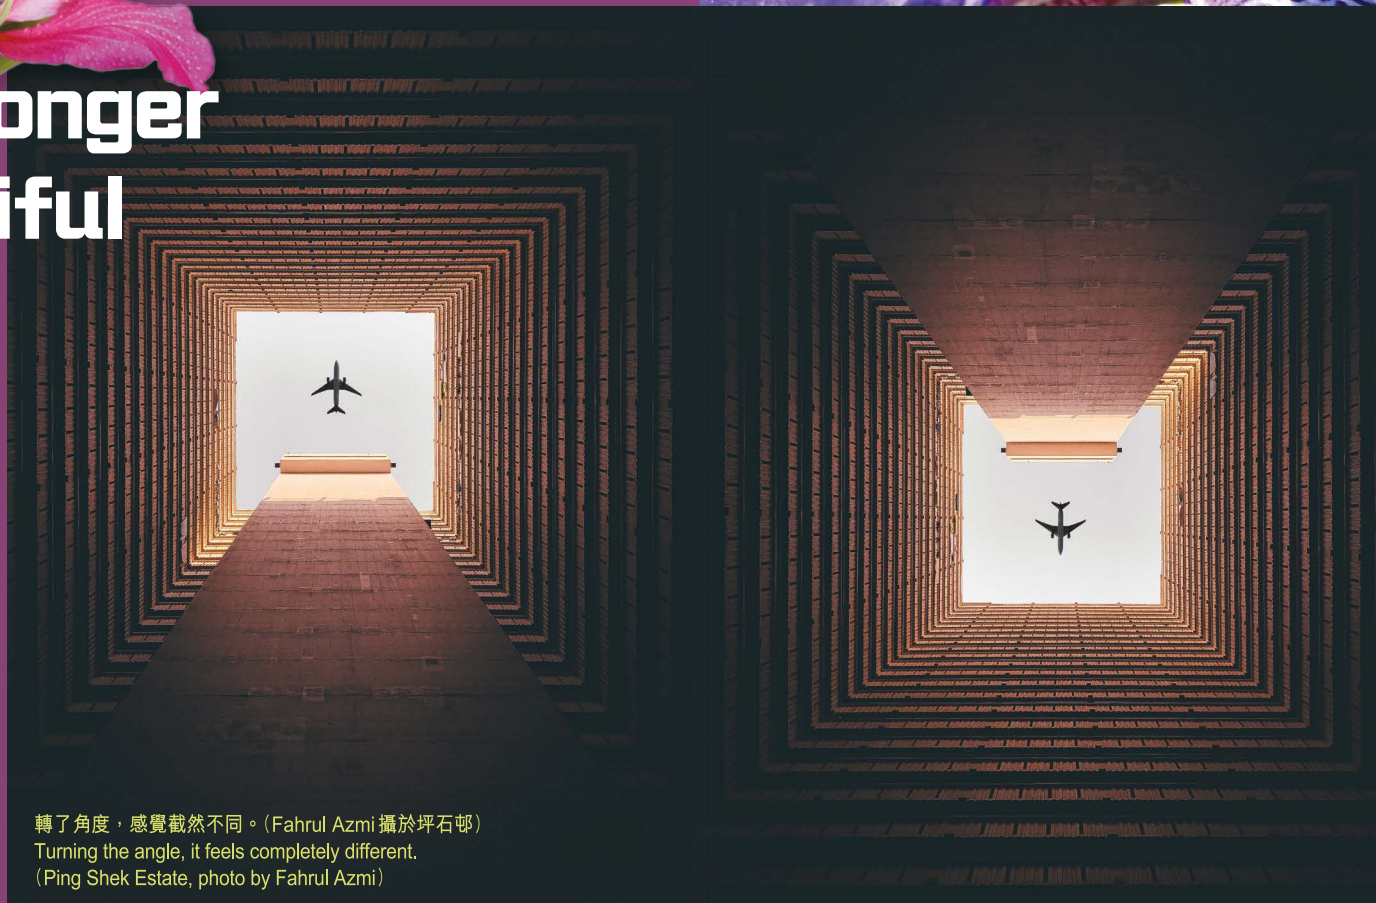 onger
iful
轉了角度，感覺截然不同。（Fahrul Azmi 攝於坪石邨）
Turning the angle, it feels completely different.
（Ping Shek Estate, photo by Fahrul Azmi）